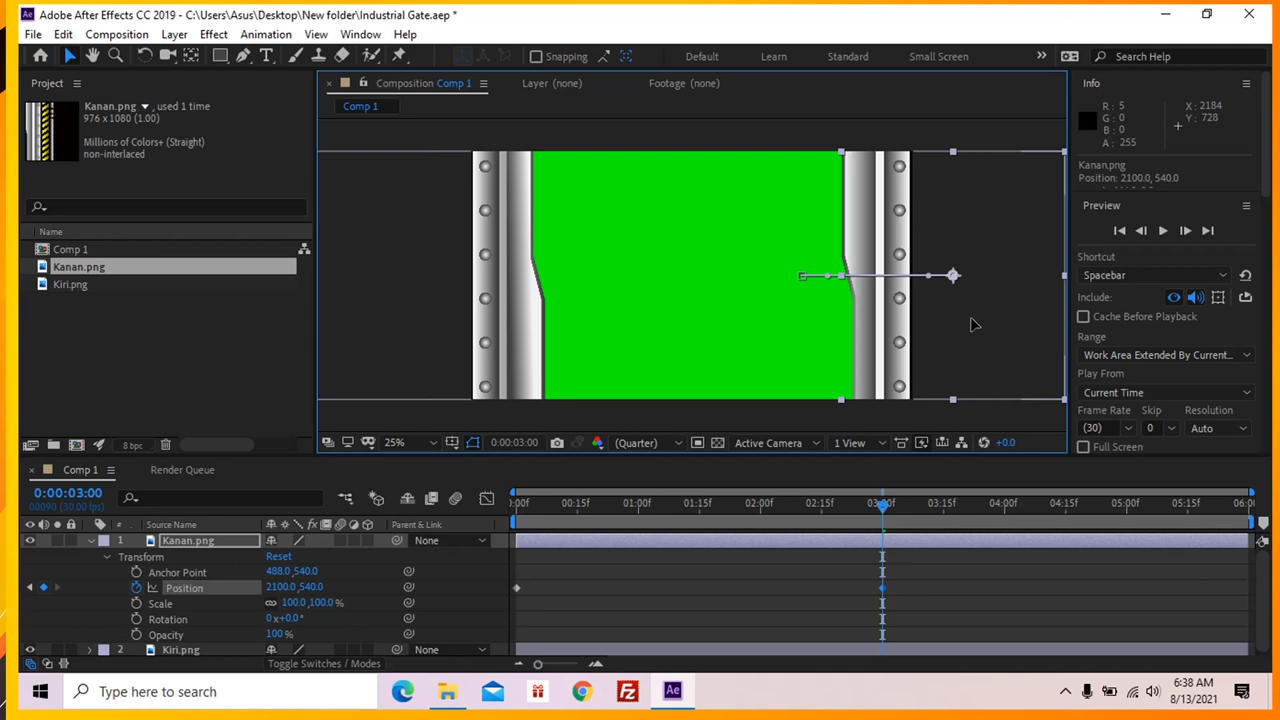 Adobe After Effects CC 2019 - C:\Users\Asus\Desktop\New folder\Industrial Gate.aep *
File Edit Composition Layer Effect Animation View Window Help
Snapping Default Learn Standard Small Screen Search Help
Project Composition Comp 1 Layer (none) Footage (none) Info
Kanan.png , used 1 time
976 x 1080 (1.00)
Millions of Colors+ (Straight)
non-interlaced
Comp 1
R : 5 X : 2184
G : 0 Y : 728
B : 0
A : 255
Kanan.png
Position: 2100.0, 540.0
Preview
Name
Comp 1
Kanan.png
Kiri.png
Shortcut
Spacebar
Include:
Cache Before Playback
Range
Work Area Extended By Current...
Play From
Current Time
Frame Rate Skip Resolution
(30) 0 Auto
Full Screen
8 bpc
25% 0:00:03:00 (Quarter) Active Camera 1 View +0.0
Comp 1 Render Queue
0:00:03:00
00090 (30.00 fps)
:00f 00:15f 01:00f 01:15f 02:00f 02:15f 03:00f 03:15f 04:00f 04:15f 05:00f 05:15f 06:0
# Source Name Parent & Link
1 Kanan.png None
Transform Reset
Anchor Point 488.0,540.0
Position 2100.0,540.0
Scale 100.0,100.0 %
Rotation 0 x+0.0 °
Opacity 100 %
2 Kiri.png None
Toggle Switches / Modes
Type here to search
Ae
6:38 AM
8/13/2021